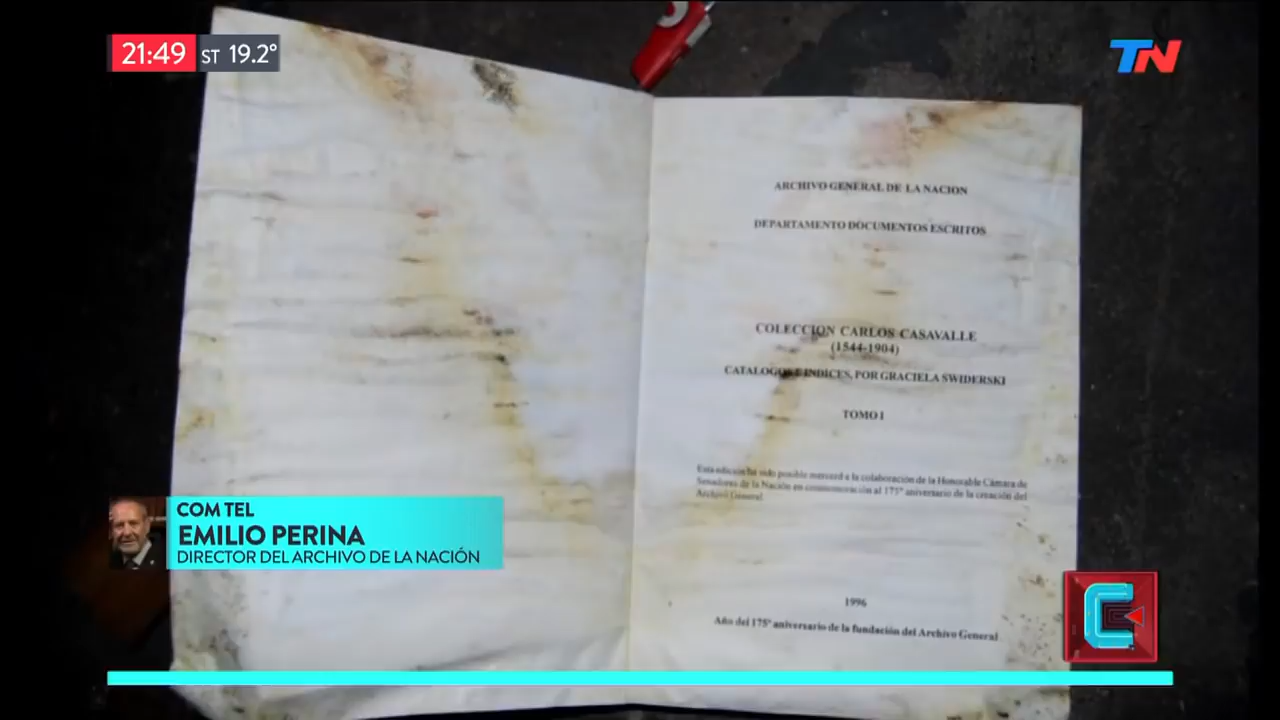 21:49 ST 19.2°
TN
ARCHIVO GENERAL DE LA NACION
DEPARTAMENTO DOCUMENTOS ESCRITOS
COLECCION CARLOS CASAVALLE
(1544-1904)
CATALOGOS E INDICES, POR GRACIELA SWIDERSKI
TOMO I
Esta edición ha sido posible merced a la colaboración de la Honorable Cámara de
Senadores de la Nación en conmemoración al 175º aniversario de la creación del
Archivo General.
1996
Año del 175º aniversario de la fundación del Archivo General
COM TEL
EMILIO PERINA
DIRECTOR DEL ARCHIVO DE LA NACIÓN
C